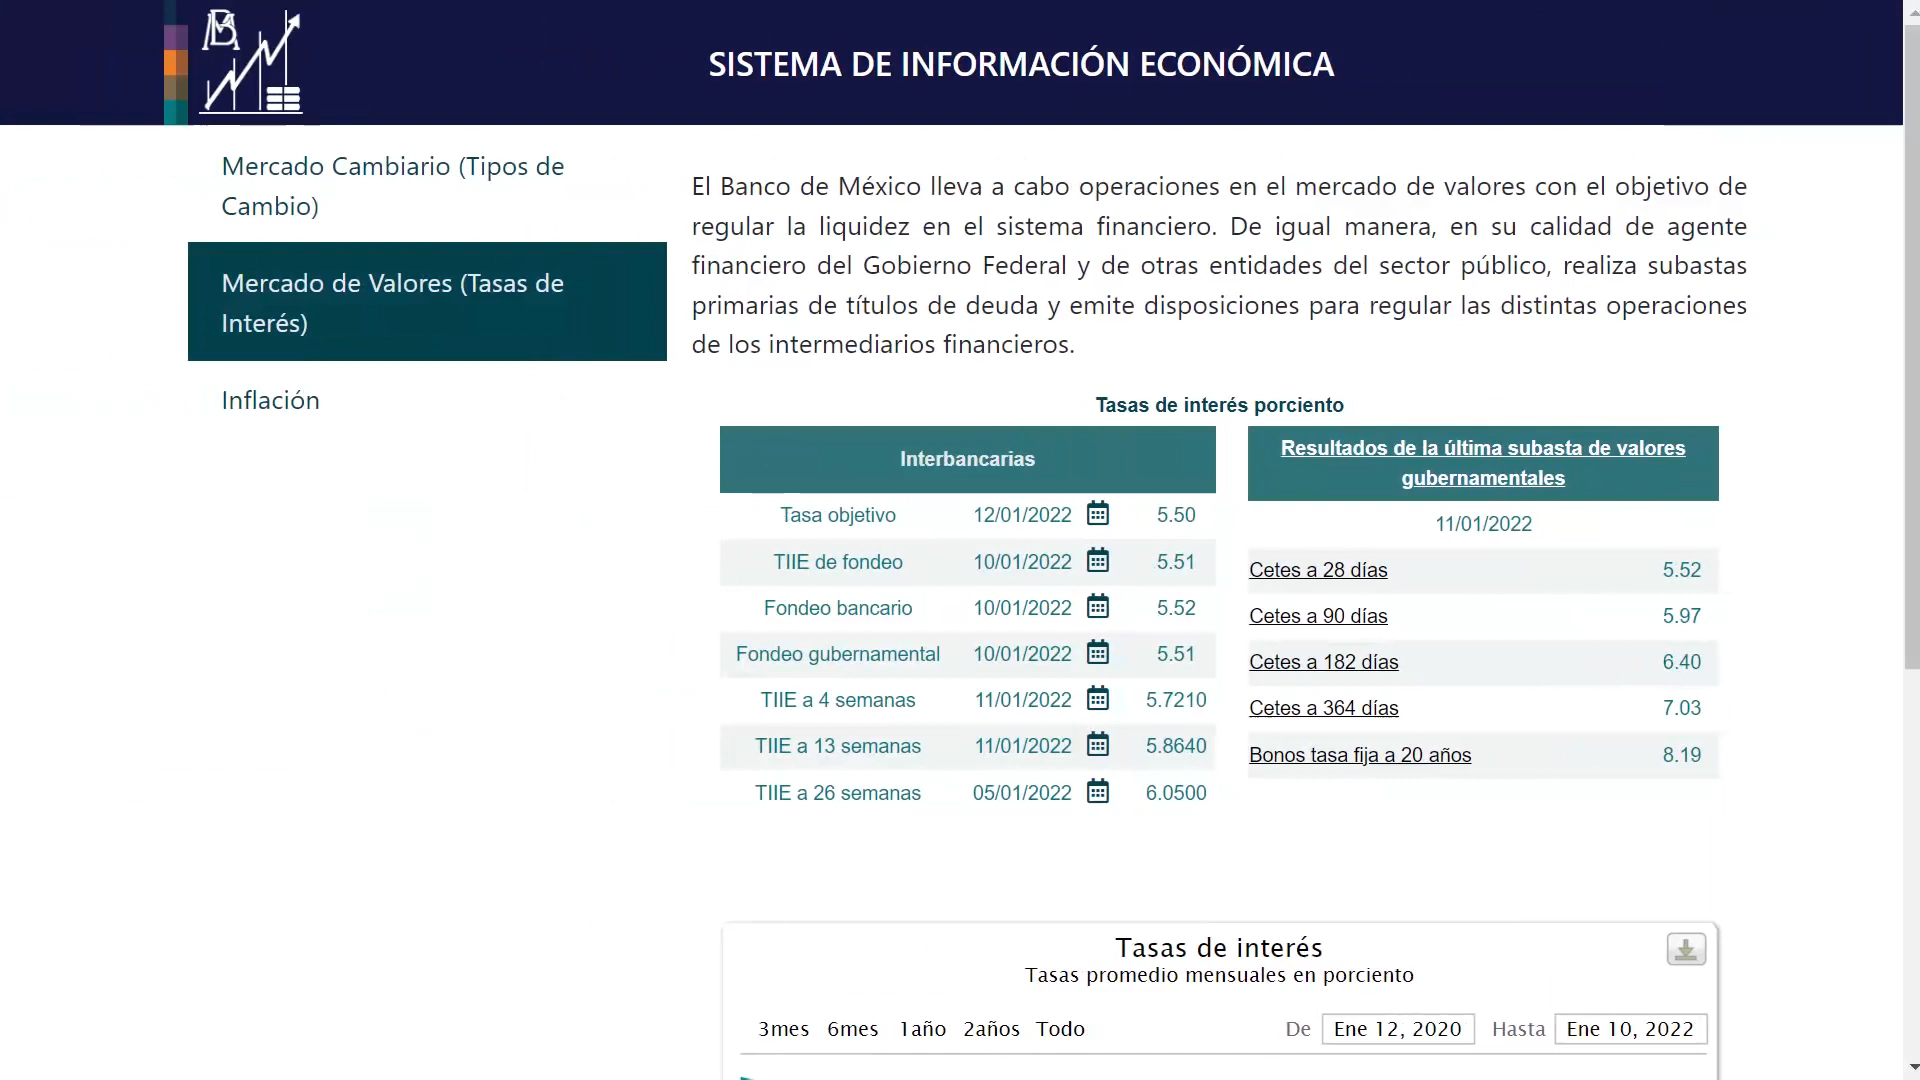 BM
SISTEMA DE INFORMACIÓN ECONÓMICA
Mercado Cambiario (Tipos de
Cambio)
Mercado de Valores (Tasas de
Interés)
Inflación
El Banco de México lleva a cabo operaciones en el mercado de valores con el objetivo de
regular la liquidez en el sistema financiero. De igual manera, en su calidad de agente
financiero del Gobierno Federal y de otras entidades del sector público, realiza subastas
primarias de títulos de deuda y emite disposiciones para regular las distintas operaciones
de los intermediarios financieros.
Tasas de interés porciento
Interbancarias
Tasa objetivo 12/01/2022 5.50
TIIE de fondeo 10/01/2022 5.51
Fondeo bancario 10/01/2022 5.52
Fondeo gubernamental 10/01/2022 5.51
TIIE a 4 semanas 11/01/2022 5.7210
TIIE a 13 semanas 11/01/2022 5.8640
TIIE a 26 semanas 05/01/2022 6.0500
Resultados de la última subasta de valores
gubernamentales
11/01/2022
Cetes a 28 días 5.52
Cetes a 90 días 5.97
Cetes a 182 días 6.40
Cetes a 364 días 7.03
Bonos tasa fija a 20 años 8.19
Tasas de interés
Tasas promedio mensuales en porciento
3mes 6mes 1año 2años Todo De Ene 12, 2020 Hasta Ene 10, 2022